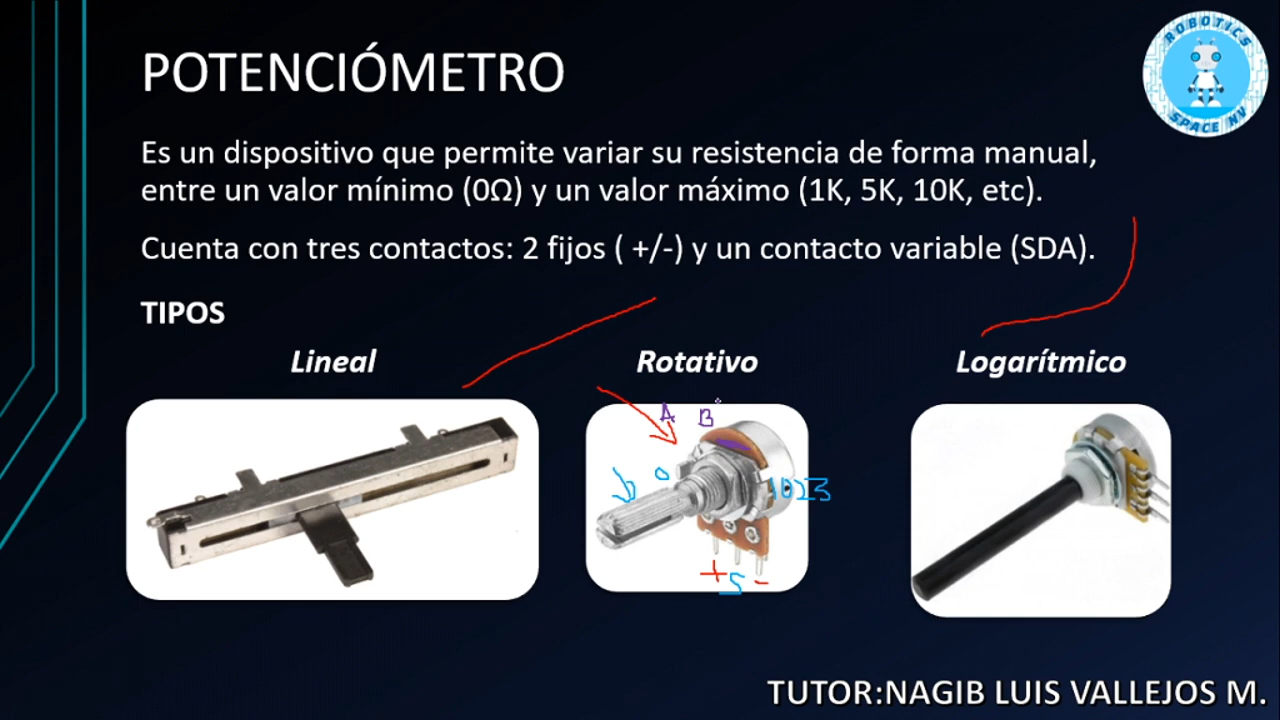 POTENCIÓMETRO
ROBOTICS
SPACE NV
Es un dispositivo que permite variar su resistencia de forma manual,
entre un valor mínimo (0Ω) y un valor máximo (1K, 5K, 10K, etc).
Cuenta con tres contactos: 2 fijos ( +/-) y un contacto variable (SDA).
TIPOS
Lineal
Rotativo
Logarítmico
A B
0
1023
+ S -
TUTOR:NAGIB LUIS VALLEJOS M.